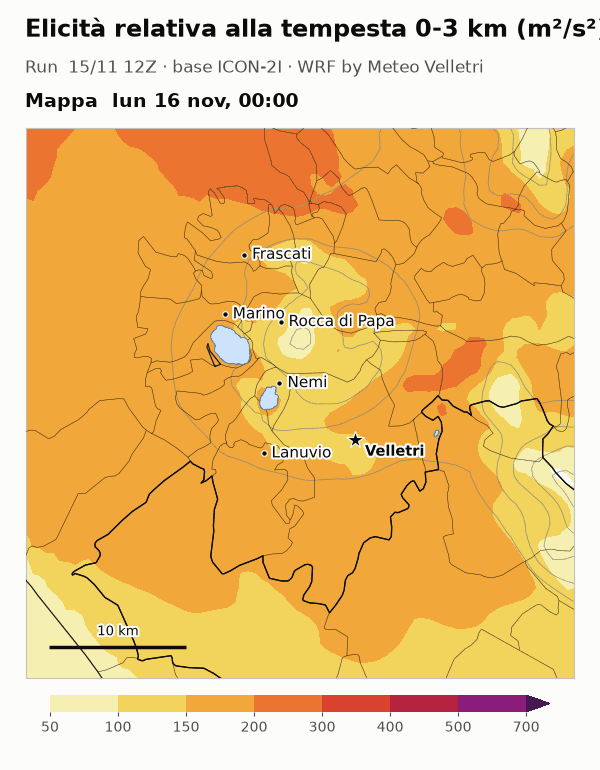 Elicità relativa alla tempesta 0-3 km (m²/s²)
Run 15/11 12Z · base ICON-2I · WRF by Meteo Velletri
Mappa lun 16 nov, 00:00
Frascati
Marino
Rocca di Papa
Nemi
Velletri
Lanuvio
10 km
50 100 150 200 300 400 500 700